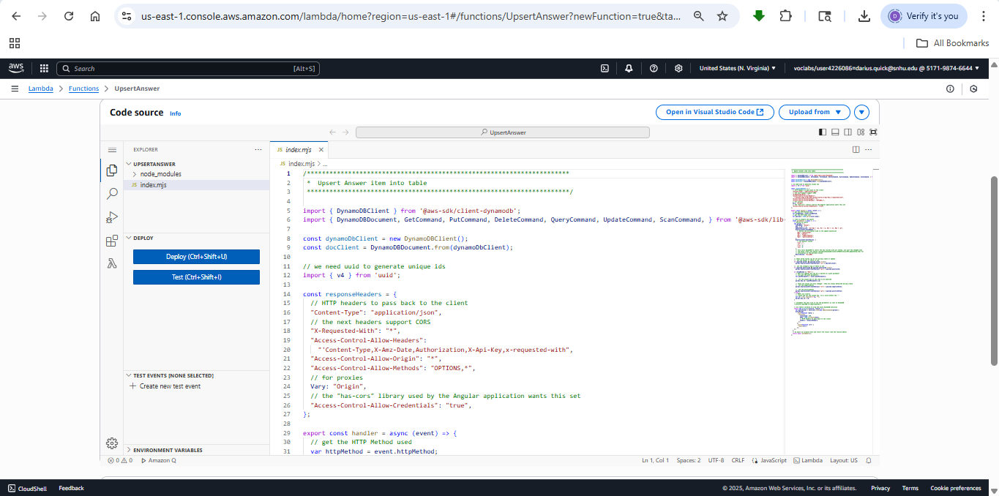 us-east-1.console.aws.amazon.com/lambda/home?region=us-east-1#/functions/UpsertAnswer?newFunction=true&ta...
D
Verify it's you
All Bookmarks
aws
Search
[Alt+S]
United States (N. Virginia)
voclabs/user4226086=darius.quick@snhu.edu @ 5171-9874-6644
Lambda
Functions
UpsertAnswer
Code source
Info
Open in Visual Studio Code
Upload from
UpsertAnswer
EXPLORER
JS index.mjs
UPSERTANSWER
node_modules
JS index.mjs
DEPLOY
Deploy (Ctrl+Shift+U)
Test (Ctrl+Shift+I)
TEST EVENTS [NONE SELECTED]
Create new test event
ENVIRONMENT VARIABLES
JS index.mjs > ...
1 /**********************************************************************
2 *  Upsert Answer item into table
3 **********************************************************************/
4
5 import { DynamoDBClient } from '@aws-sdk/client-dynamodb';
6 import { DynamoDBDocument, GetCommand, PutCommand, DeleteCommand, QueryCommand, UpdateCommand, ScanCommand, } from '@aws-sdk/lib-
7
8 const dynamoDbClient = new DynamoDBClient();
9 const docClient = DynamoDBDocument.from(dynamoDbClient);
10
11 // we need uuid to generate unique ids
12 import { v4 } from 'uuid';
13
14 const responseHeaders = {
15 // HTTP headers to pass back to the client
16 "Content-Type": "application/json",
17 // the next headers support CORS
18 "X-Requested-With": "*",
19 "Access-Control-Allow-Headers":
20 "'Content-Type,X-Amz-Date,Authorization,X-Api-Key,x-requested-with",
21 "Access-Control-Allow-Origin": "*",
22 "Access-Control-Allow-Methods": "OPTIONS,*",
23 // for proxies
24 Vary: "Origin",
25 // the "has-cors" library used by the Angular application wants this set
26 "Access-Control-Allow-Credentials": "true",
27 };
28
29 export const handler = async (event) => {
30 // get the HTTP Method used
31 var httpMethod = event.httpMethod;
0 0
Amazon Q
Ln 1, Col 1
Spaces: 2
UTF-8
CRLF
JavaScript
Lambda
Layout: US
CloudShell
Feedback
© 2025, Amazon Web Services, Inc. or its affiliates.
Privacy
Terms
Cookie preferences